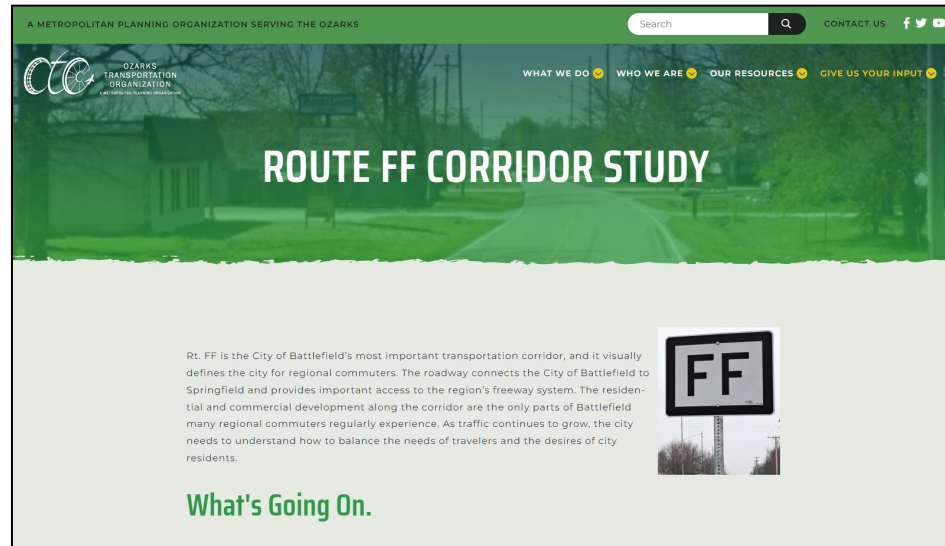 A METROPOLITAN PLANNING ORGANIZATION SERVING THE OZARKS
Search
CONTACT US
OZARKS
TRANSPORTATION
ORGANIZATION
A METROPOLITAN PLANNING ORGANIZATION
WHAT WE DO
WHO WE ARE
OUR RESOURCES
GIVE US YOUR INPUT
ROUTE FF CORRIDOR STUDY
Rt. FF is the City of Battlefield's most important transportation corridor, and it visually
defines the city for regional commuters. The roadway connects the City of Battlefield to
Springfield and provides important access to the region's freeway system. The residen-
tial and commercial development along the corridor are the only parts of Battlefield
many regional commuters regularly experience. As traffic continues to grow, the city
needs to understand how to balance the needs of travelers and the desires of city
residents.
FF
What's Going On.